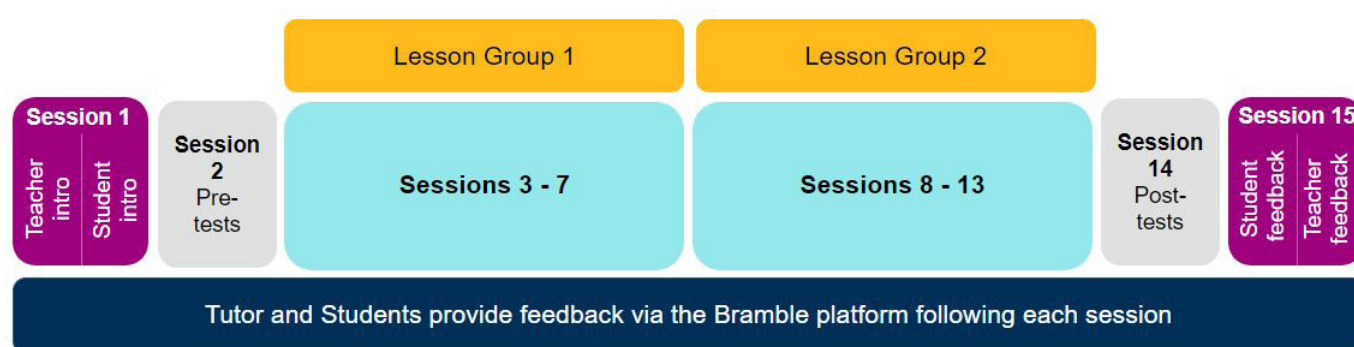 Lesson Group 1
Lesson Group 2
Session 1
Teacher
intro
Student
intro
Session
2
Pre-
tests
Sessions 3 - 7
Sessions 8 - 13
Session
14
Post-
tests
Session 15
Student
feedback
Teacher
feedback
Tutor and Students provide feedback via the Bramble platform following each session